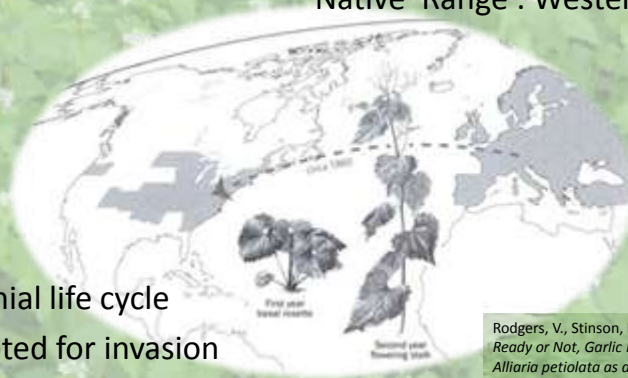 Native Range : Wester
circa 1860
First year
basal rosette
Second year
flowering stalk
nial life cycle
ted for invasion
Rodgers, V., Stinson,
Ready or Not, Garlic
Alliaria petiolata as a